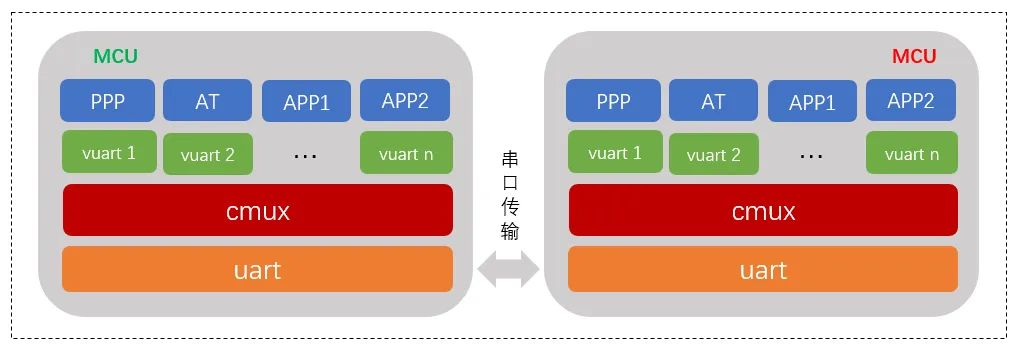 MCU
PPP AT APP1 APP2
vuart 1 vuart 2 ... vuart n
cmux
uart
串口传输
MCU
PPP AT APP1 APP2
vuart 1 vuart 2 ... vuart n
cmux
uart